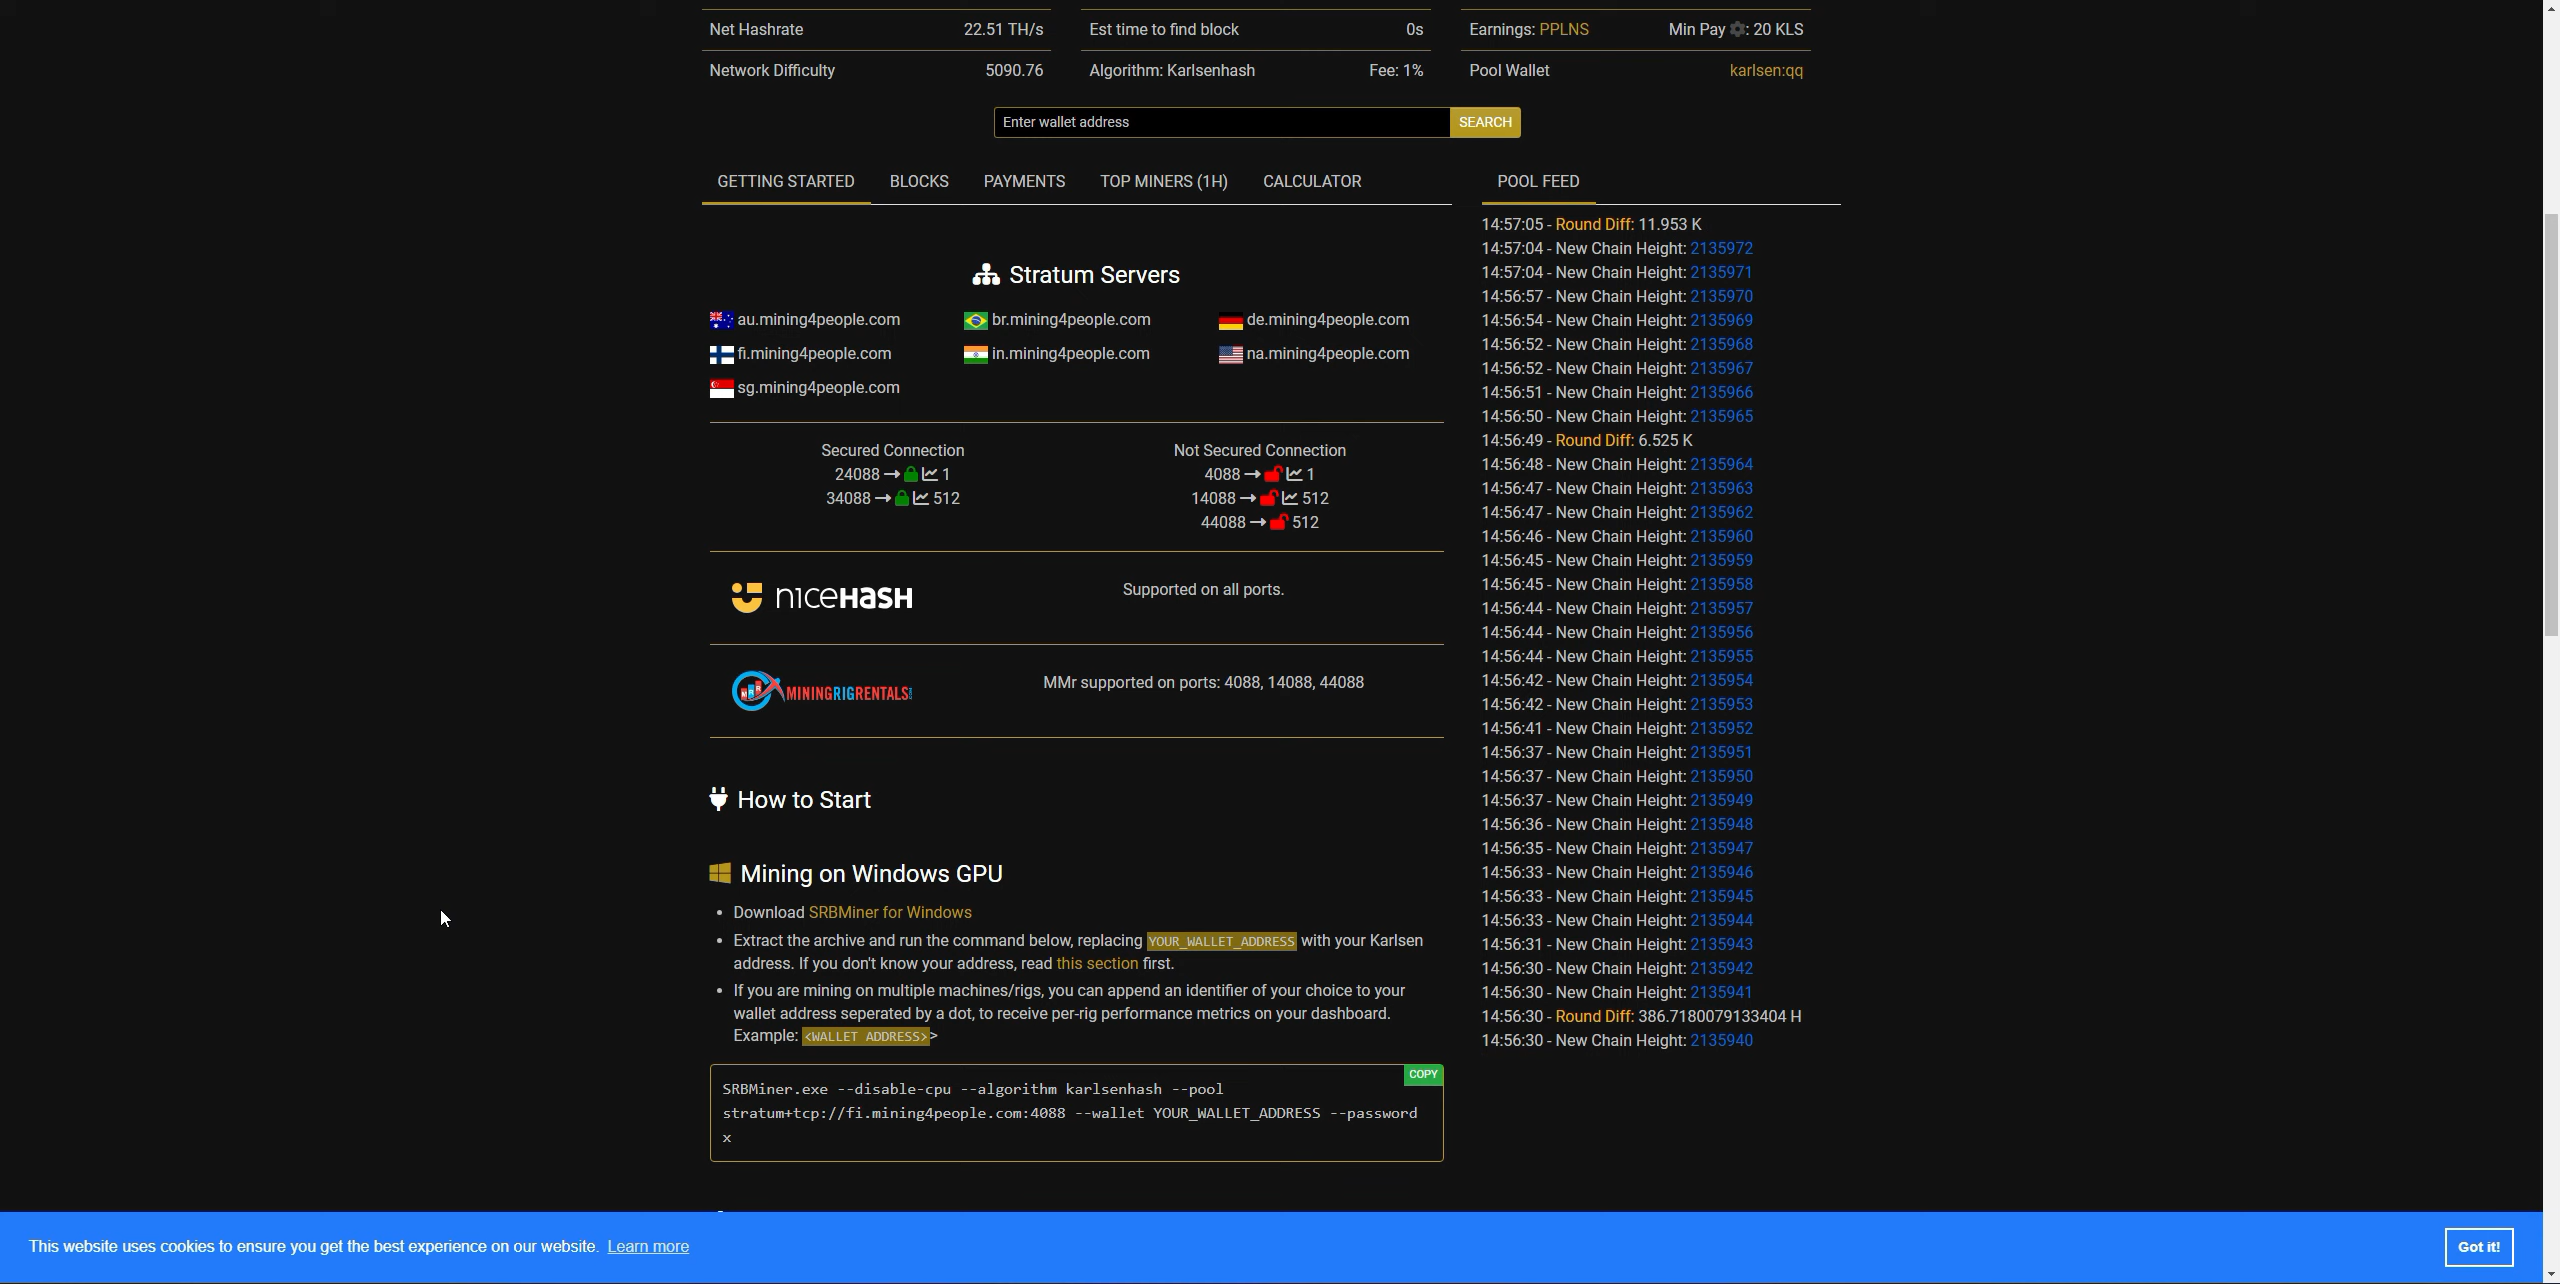 Net Hashrate 22.51 TH/s
Est time to find block 0s
Earnings: PPLNS Min Pay : 20 KLS
Network Difficulty 5090.76
Algorithm: Karlsenhash Fee: 1%
Pool Wallet karlsen:qq
Enter wallet address SEARCH
GETTING STARTED BLOCKS PAYMENTS TOP MINERS (1H) CALCULATOR
Stratum Servers
au.mining4people.com br.mining4people.com de.mining4people.com
fi.mining4people.com in.mining4people.com na.mining4people.com
sg.mining4people.com
Secured Connection
24088 → 1
34088 → 512
Not Secured Connection
4088 → 1
14088 → 512
44088 → 512
nıceHASH Supported on all ports.
MRR MININGRIGRENTALS MMr supported on ports: 4088, 14088, 44088
How to Start
Mining on Windows GPU
• Download SRBMiner for Windows
• Extract the archive and run the command below, replacing YOUR_WALLET_ADDRESS with your Karlsen
address. If you don't know your address, read this section first.
• If you are mining on multiple machines/rigs, you can append an identifier of your choice to your
wallet address seperated by a dot, to receive per-rig performance metrics on your dashboard.
Example: <WALLET ADDRESS>>
COPY
SRBMiner.exe --disable-cpu --algorithm karlsenhash --pool
stratum+tcp://fi.mining4people.com:4088 --wallet YOUR_WALLET_ADDRESS --password
x
POOL FEED
14:57:05 - Round Diff: 11.953 K
14:57:04 - New Chain Height: 2135972
14:57:04 - New Chain Height: 2135971
14:56:57 - New Chain Height: 2135970
14:56:54 - New Chain Height: 2135969
14:56:52 - New Chain Height: 2135968
14:56:52 - New Chain Height: 2135967
14:56:51 - New Chain Height: 2135966
14:56:50 - New Chain Height: 2135965
14:56:49 - Round Diff: 6.525 K
14:56:48 - New Chain Height: 2135964
14:56:47 - New Chain Height: 2135963
14:56:47 - New Chain Height: 2135962
14:56:46 - New Chain Height: 2135960
14:56:45 - New Chain Height: 2135959
14:56:45 - New Chain Height: 2135958
14:56:44 - New Chain Height: 2135957
14:56:44 - New Chain Height: 2135956
14:56:44 - New Chain Height: 2135955
14:56:42 - New Chain Height: 2135954
14:56:42 - New Chain Height: 2135953
14:56:41 - New Chain Height: 2135952
14:56:37 - New Chain Height: 2135951
14:56:37 - New Chain Height: 2135950
14:56:37 - New Chain Height: 2135949
14:56:36 - New Chain Height: 2135948
14:56:35 - New Chain Height: 2135947
14:56:33 - New Chain Height: 2135946
14:56:33 - New Chain Height: 2135945
14:56:33 - New Chain Height: 2135944
14:56:31 - New Chain Height: 2135943
14:56:30 - New Chain Height: 2135942
14:56:30 - New Chain Height: 2135941
14:56:30 - Round Diff: 386.7180079133404 H
14:56:30 - New Chain Height: 2135940
This website uses cookies to ensure you get the best experience on our website. Learn more
Got it!